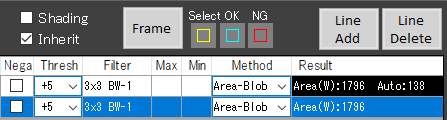 Shading
Inherit
Frame
Select OK NG
Line Add
Line Delete
Nega Thresh Filter Max Min Method Result
+5 3x3 BW-1 Area-Blob Area(W):1796 Auto:138
+5 3x3 BW-1 Area-Blob Area(W):1796